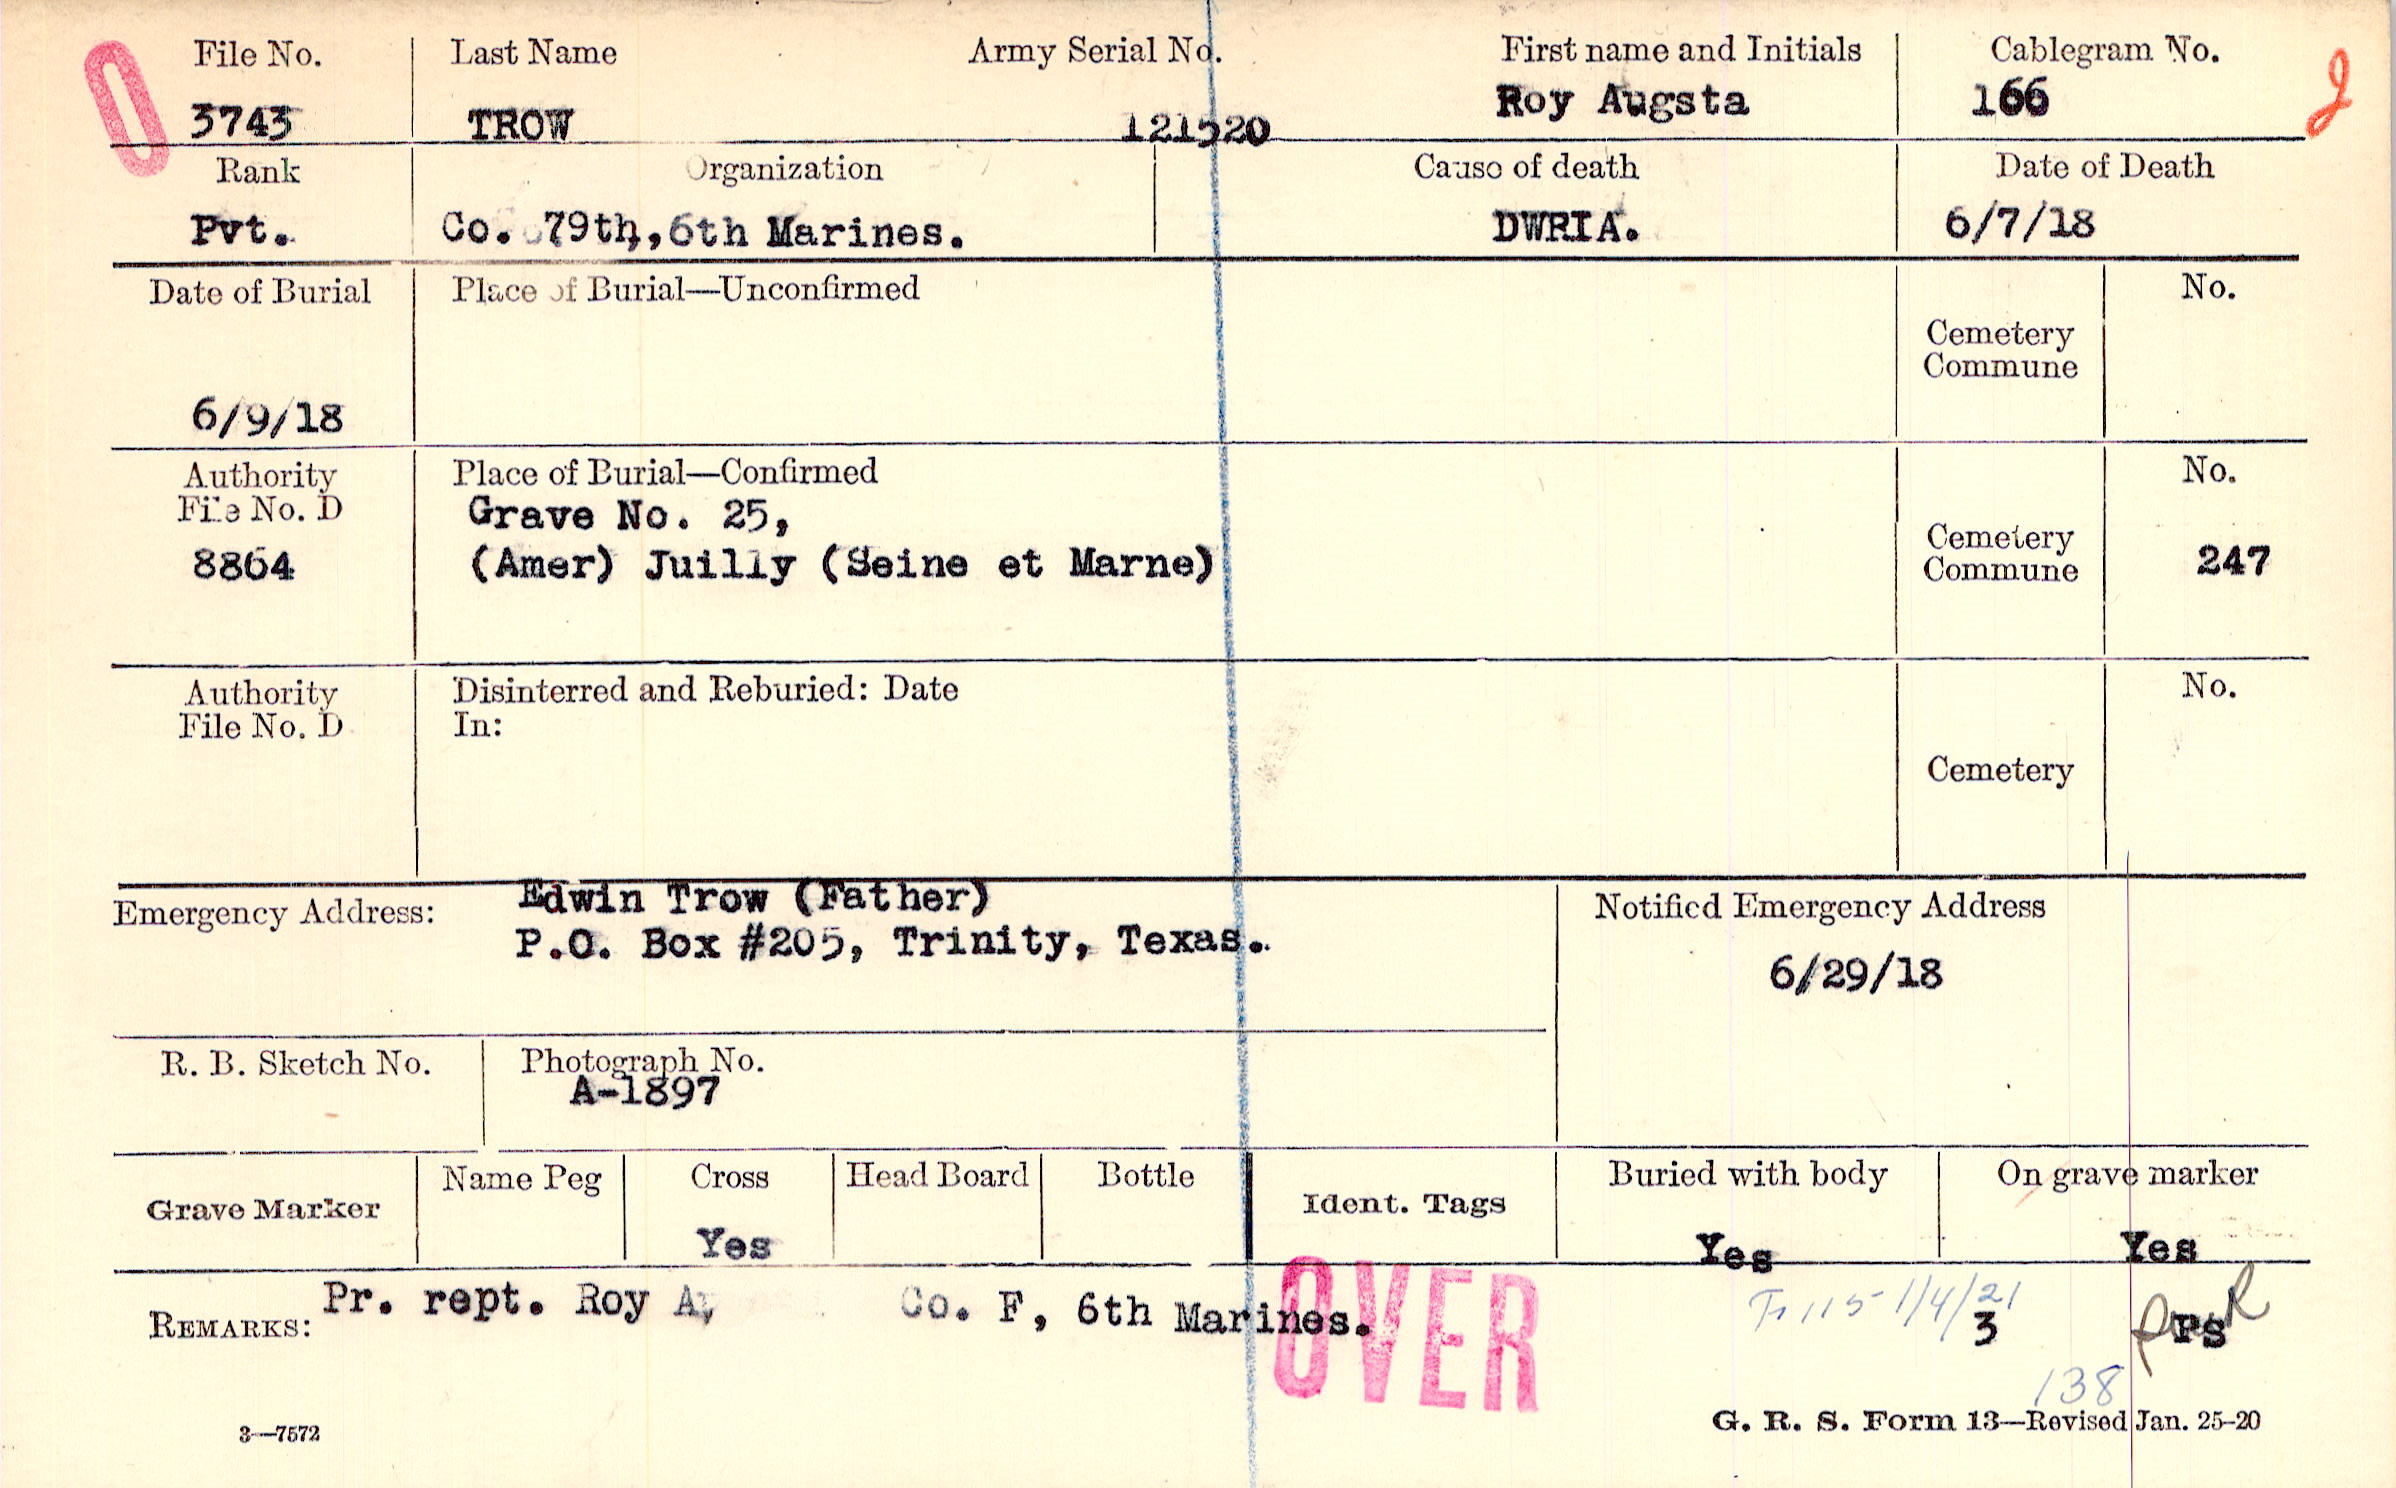 O
File No.
Last Name
Army Serial No.
First name and Initials
Cablegram No.
3743
TROW
121520
Roy Augsta
166
Rank
Organization
Cause of death
Date of Death
Pvt.
Co. 79th, 6th Marines.
DWRIA.
6/7/18
Date of Burial
Place of Burial—Unconfirmed
Cemetery
Commune
No.
6/9/18
Authority
File No. D
8864
Place of Burial—Confirmed
Grave No. 25,
(Amer) Juilly (Seine et Marne)
Cemetery
Commune
No.
247
Authority
File No. D
Disinterred and Reburied: Date
In:
Cemetery
No.
Emergency Address:
Edwin Trow (Father)
P.O. Box #205, Trinity, Texas.
Notified Emergency Address
6/29/18
R. B. Sketch No.
Photograph No.
A-1897
Grave Marker
Name Peg
Cross
Yes
Head Board
Bottle
Ident. Tags
Buried with body
Yes
On grave marker
Yes
REMARKS:
Pr. rept. Roy A, Co. F, 6th Marines.
OVER
115 1/4/21
3
PS
138
3—7572
G. R. S. Form 13—Revised Jan. 25-20